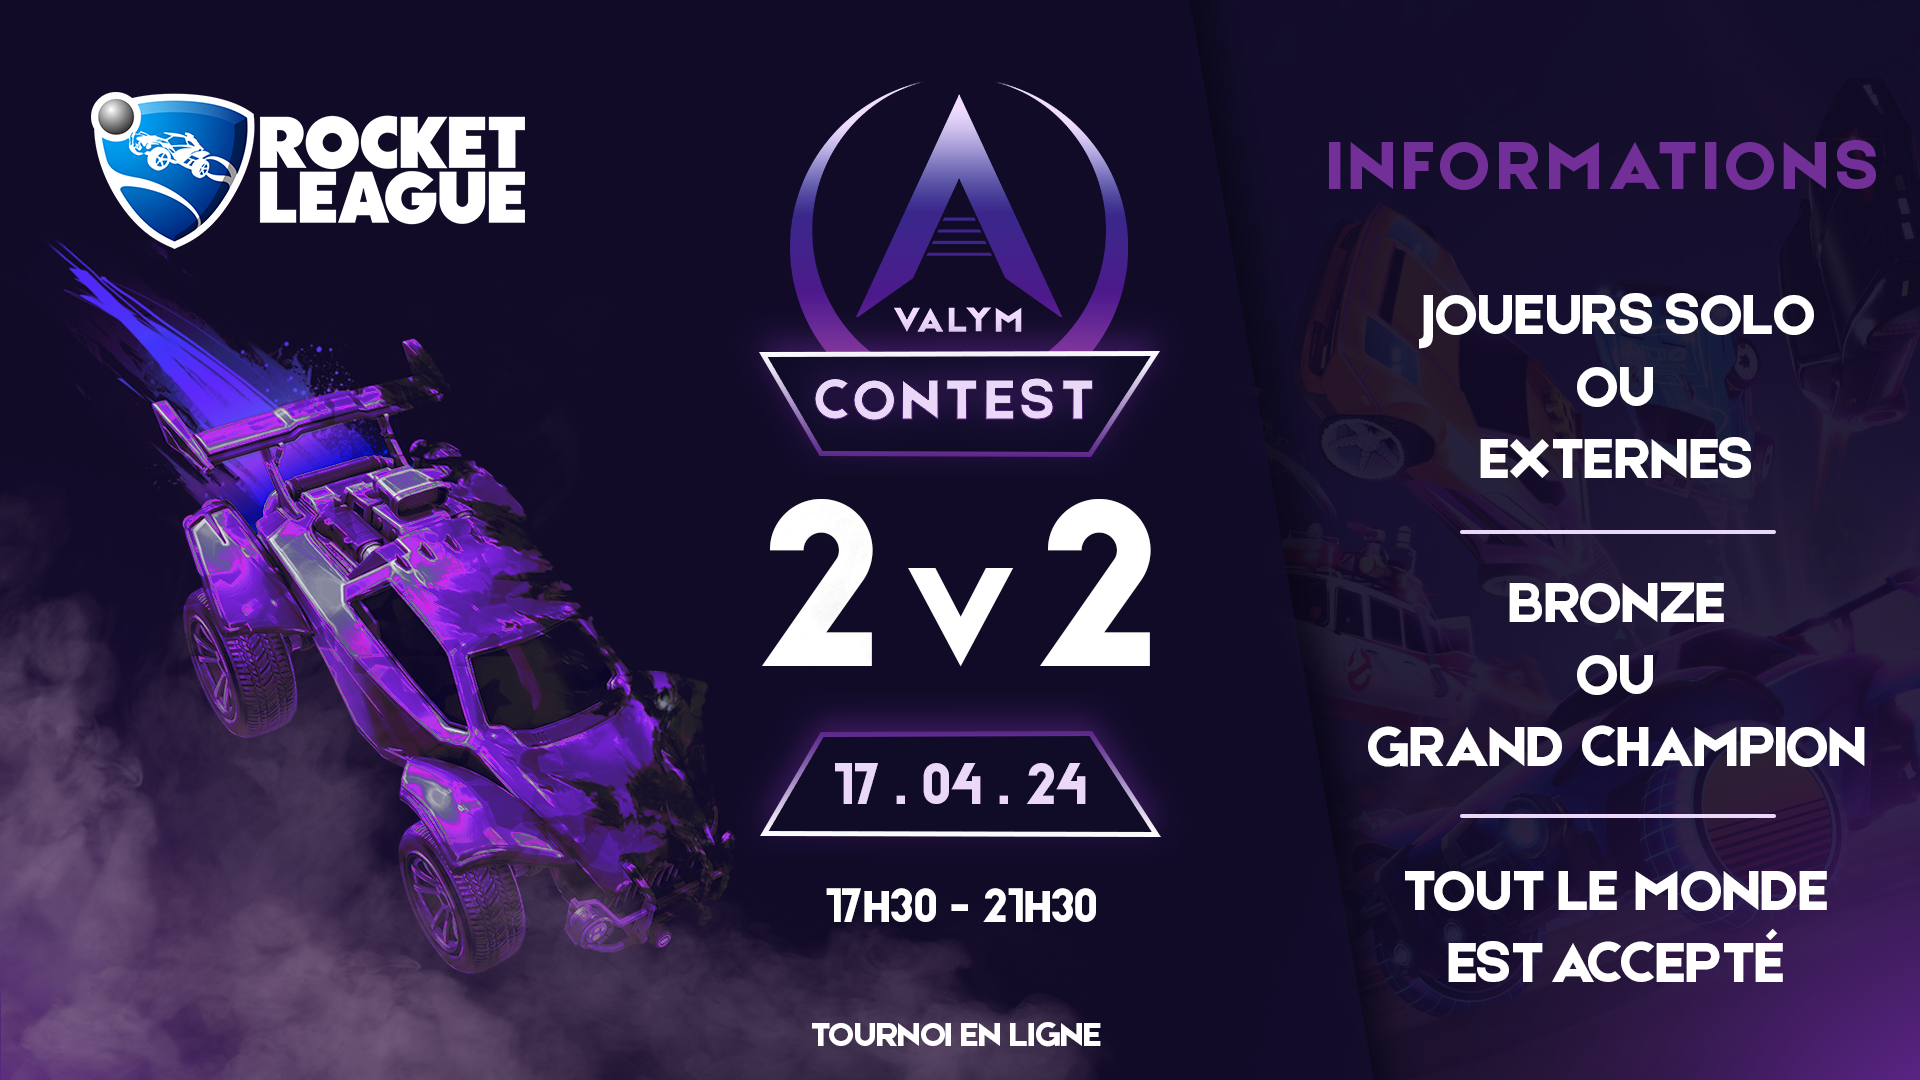 ROCKET
LEAGUE
VALYM
CONTEST
2v2
17 . 04 . 24
17H30 - 21H30
TOURNOI EN LIGNE
INFORMATIONS
JOUEURS SOLO
OU
EXTERNES
BRONZE
OU
GRAND CHAMPION
TOUT LE MONDE
EST ACCEPTÉ